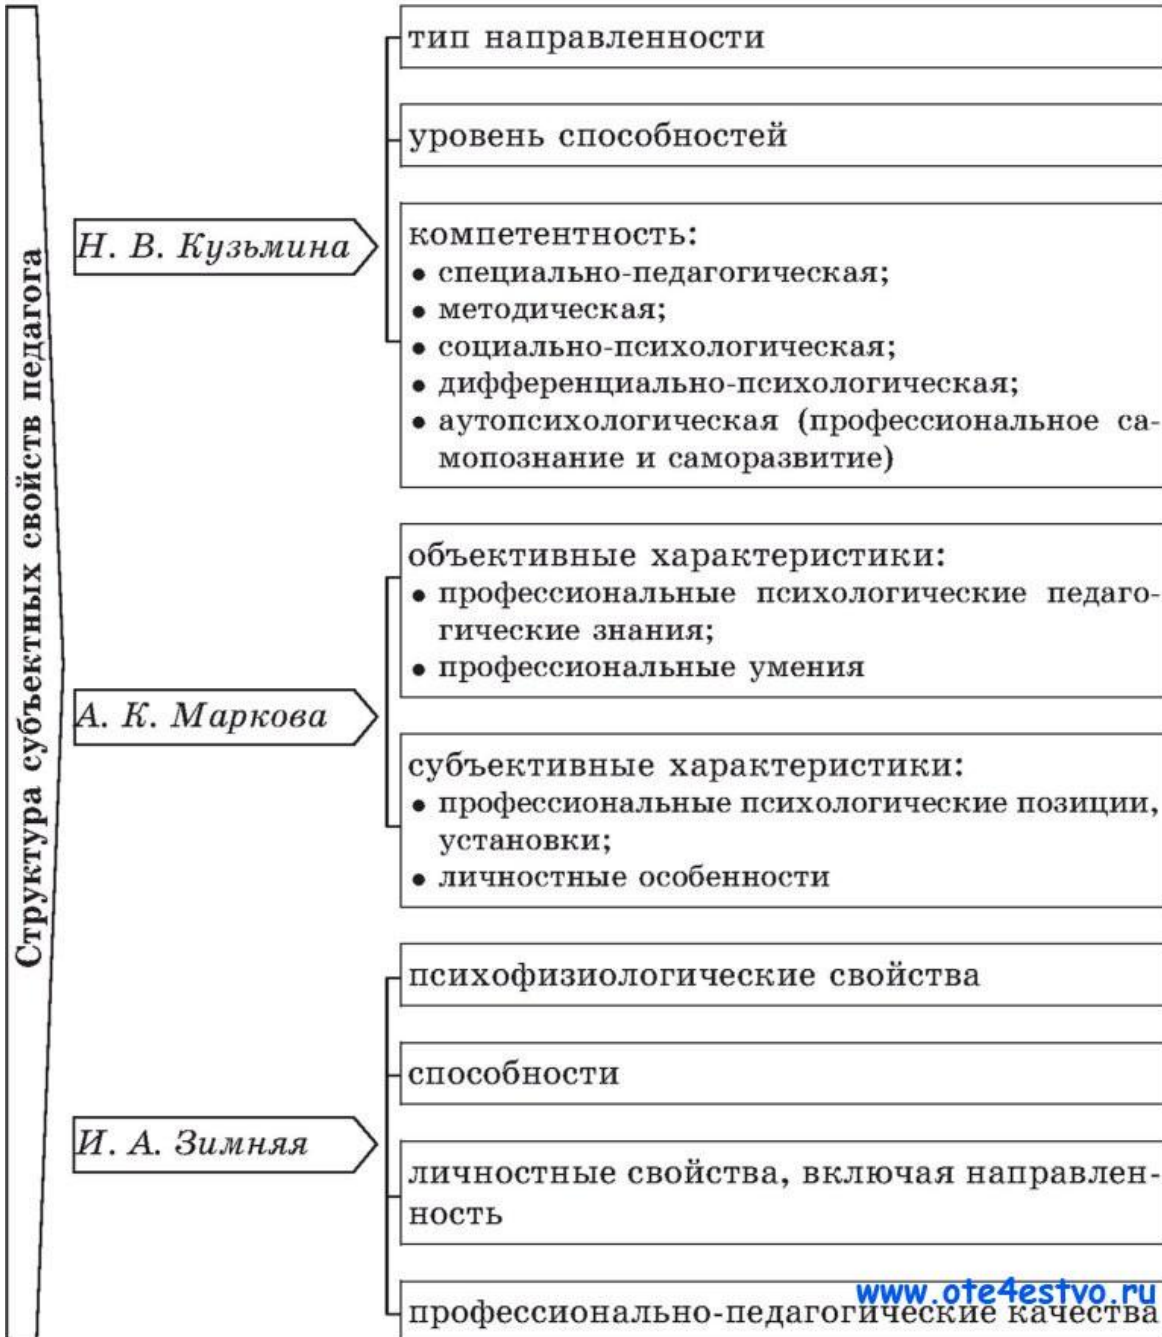 Структура субъектных свойств педагога
Н. В. Кузьмина
тип направленности
уровень способностей
компетентность:
• специально-педагогическая;
• методическая;
• социально-психологическая;
• дифференциально-психологическая;
• аутопсихологическая (профессиональное са-
мопознание и саморазвитие)
А. К. Маркова
объективные характеристики:
• профессиональные психологические педаго-
гические знания;
• профессиональные умения
субъективные характеристики:
• профессиональные психологические позиции,
установки;
• личностные особенности
И. А. Зимняя
психофизиологические свойства
способности
личностные свойства, включая направлен-
ность
профессионально-педагогические качества
www.ote4estvo.ru